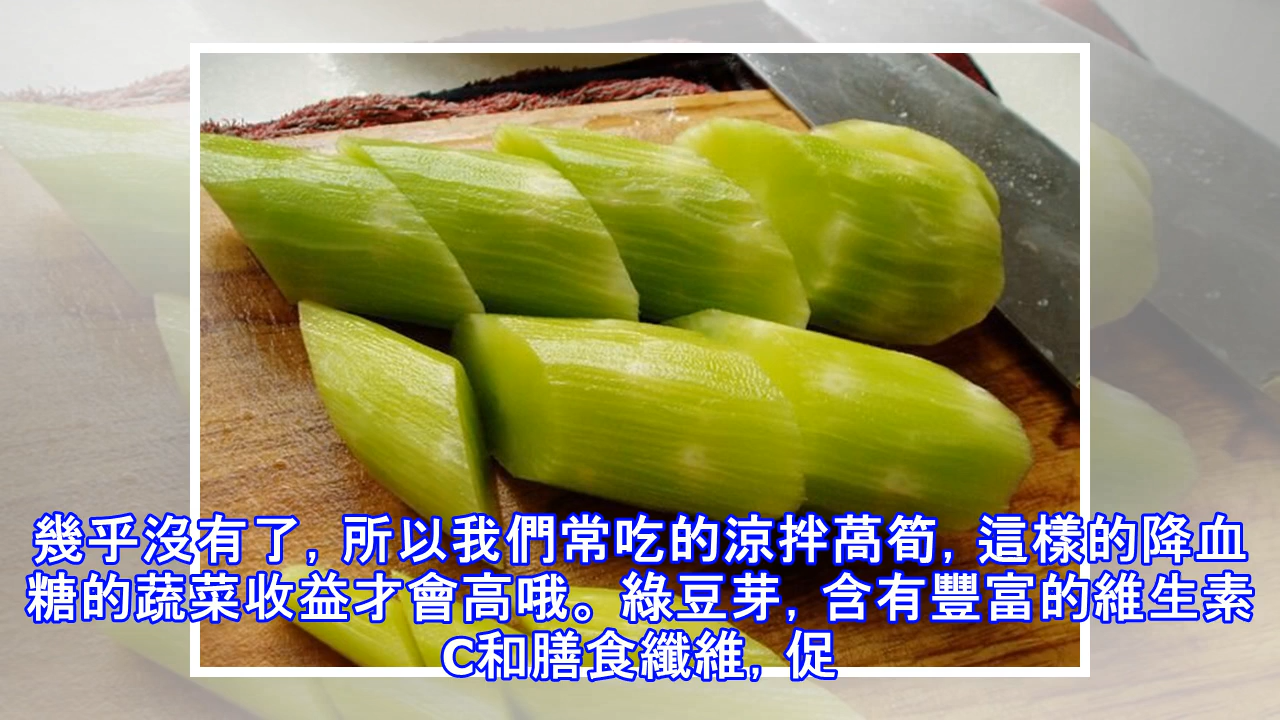 幾乎沒有了, 所以我們常吃的涼拌萵筍, 這樣的降血
糖的蔬菜收益才會高哦。綠豆芽, 含有豐富的維生素
C和膳食纖維, 促